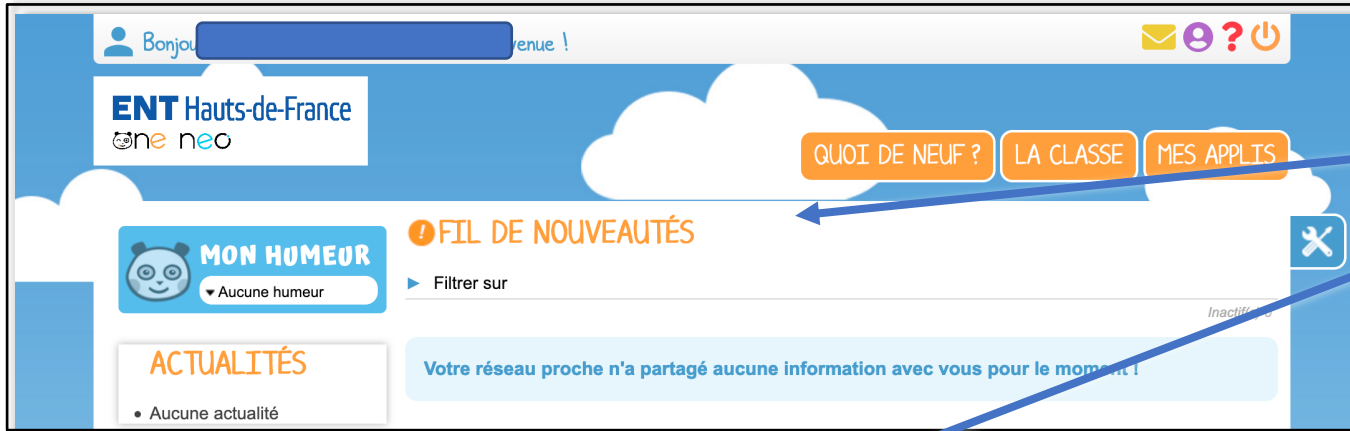 Bonjou venue !
ENT Hauts-de-France
one neo
QUOI DE NEUF ? LA CLASSE MES APPLIS
FIL DE NOUVEAUTÉS
MON HUMEUR
Aucune humeur
Filtrer sur
ACTUALITÉS
Votre réseau proche n'a partagé aucune information avec vous pour le moment !
Aucune actualité